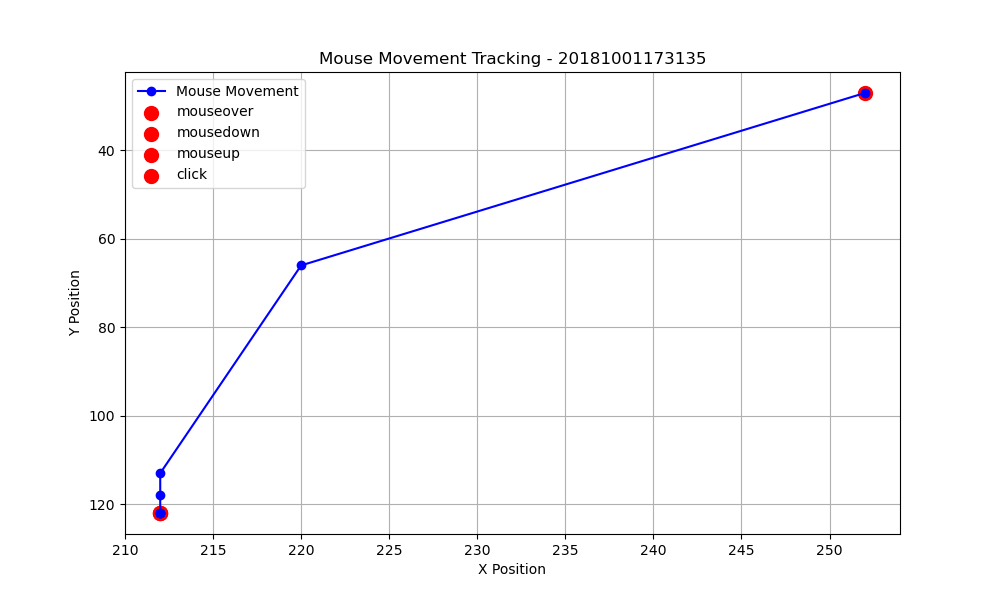 Mouse Movement Tracking - 20181001173135
Mouse Movement
mouseover
mousedown
mouseup
click
40
60
80
100
120
Y Position
210 215 220 225 230 235 240 245 250
X Position